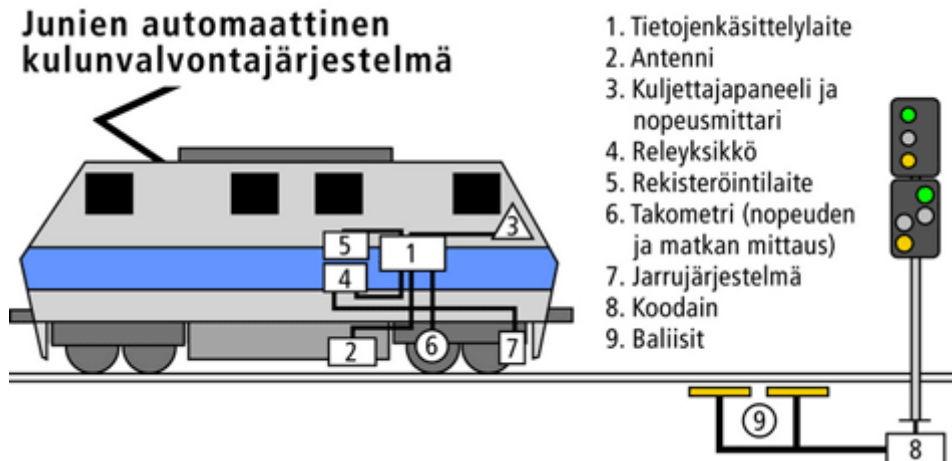 Junien automaattinen
kulunvalvontajärjestelmä
1. Tietojenkäsittelylaite
2. Antenni
3. Kuljettajapaneeli ja
nopeusmittari
4. Releyksikkö
5. Rekisteröintilaite
6. Takometri (nopeuden
ja matkan mittaus)
7. Jarrujärjestelmä
8. Koodain
9. Baliisit
3
5
1
4
2
6
7
9
8